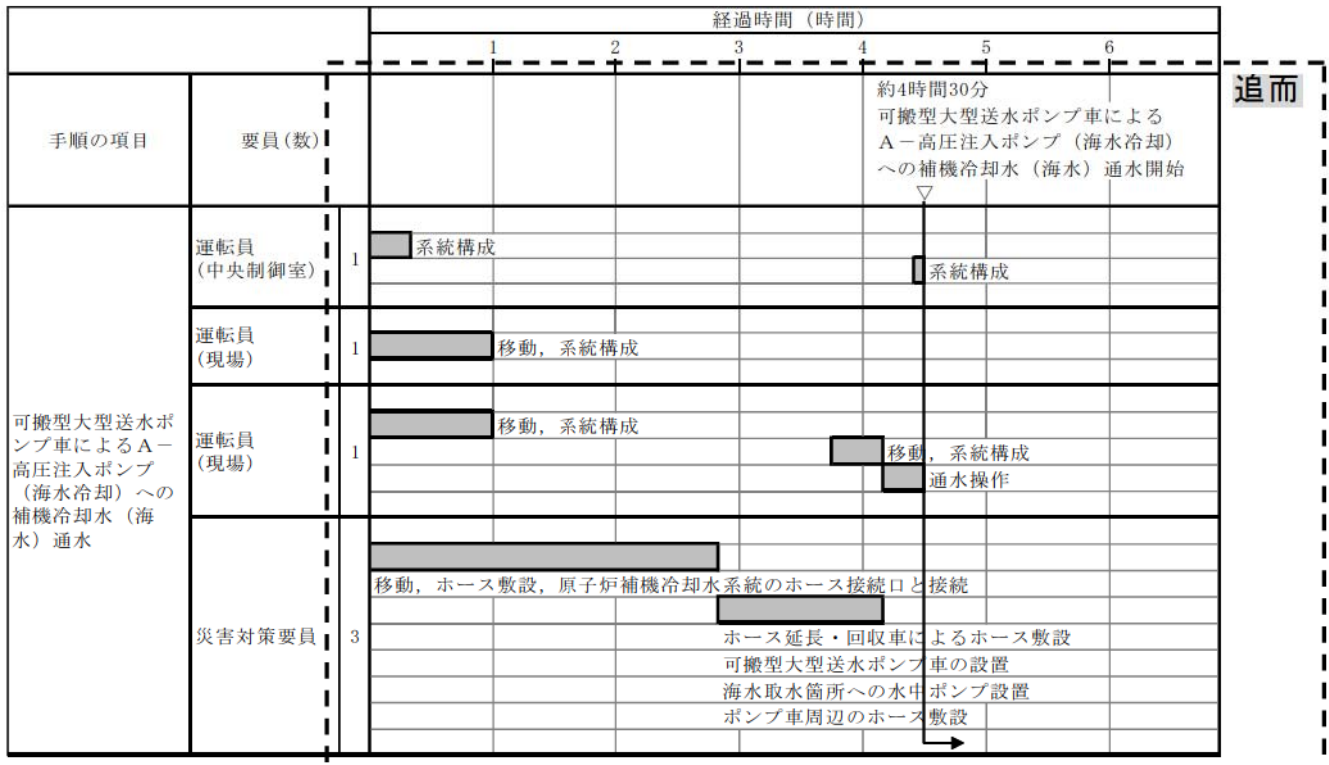 経過時間（時間）
1 2 3 4 5 6
追而
手順の項目
要員(数)
約4時間30分
可搬型大型送水ポンプ車による
A－高圧注入ポンプ（海水冷却）
への補機冷却水（海水）通水開始
▽
可搬型大型送水ポ
ンプ車によるA－
高圧注入ポンプ
（海水冷却）への
補機冷却水（海
水）通水
運転員
(中央制御室)
1
系統構成
系統構成
運転員
(現場)
1
移動，系統構成
運転員
(現場)
1
移動，系統構成
移動，系統構成
通水操作
災害対策要員
3
移動，ホース敷設，原子炉補機冷却水系統のホース接続口と接続
ホース延長・回収車によるホース敷設
可搬型大型送水ポンプ車の設置
海水取水箇所への水中ポンプ設置
ポンプ車周辺のホース敷設